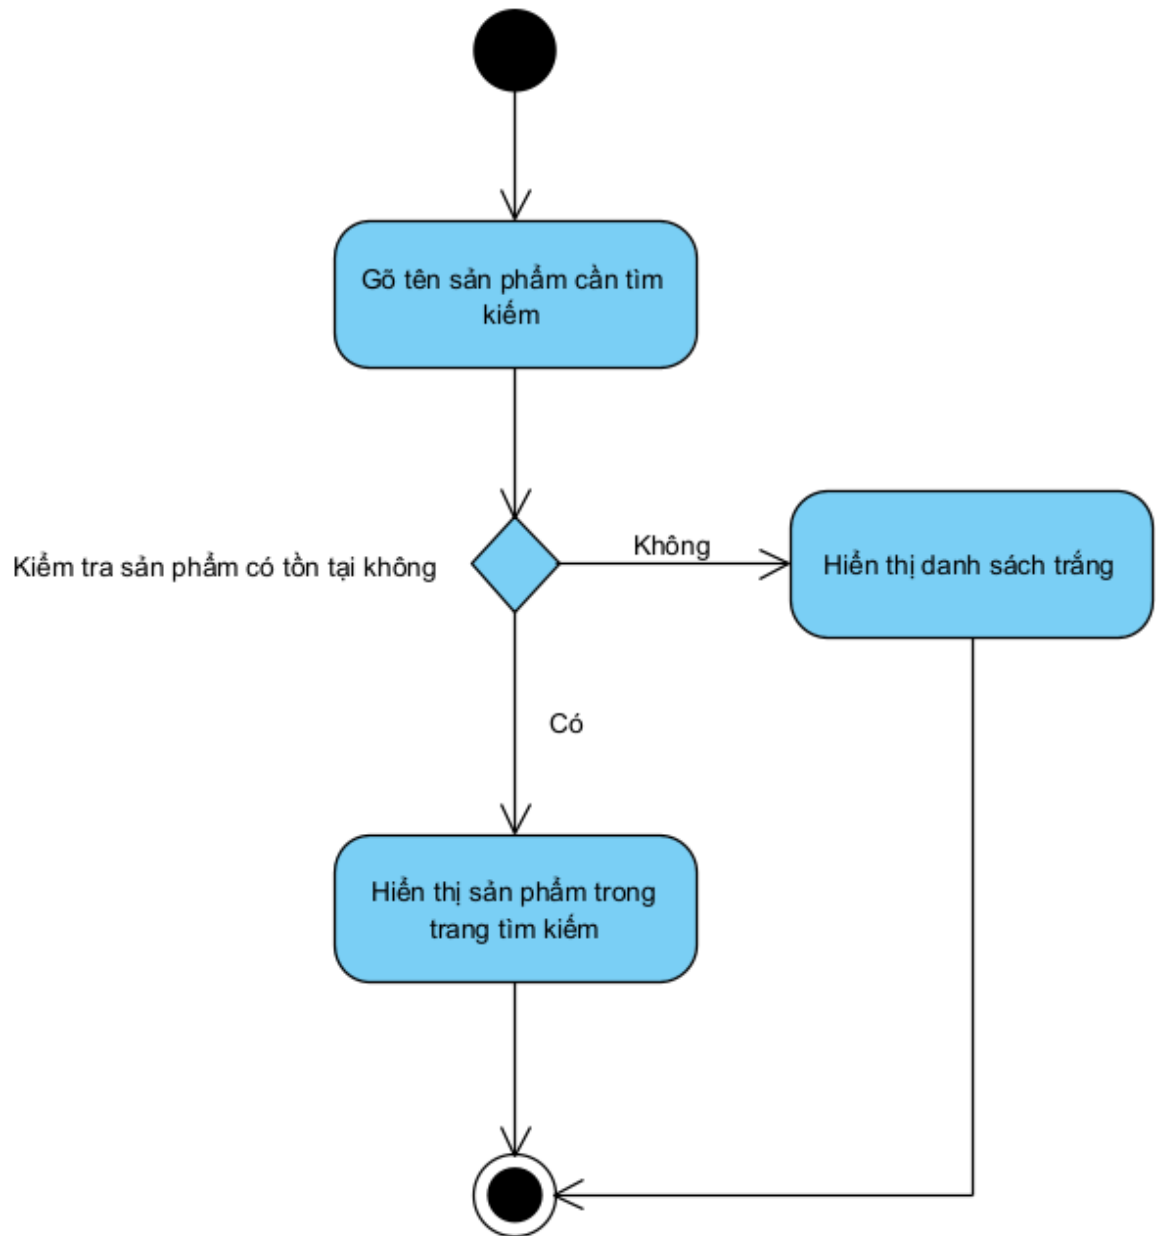 Gõ tên sản phẩm cần tìm
kiếm
Kiểm tra sản phẩm có tồn tại không
Không
Hiển thị danh sách trắng
Có
Hiển thị sản phẩm trong
trang tìm kiếm